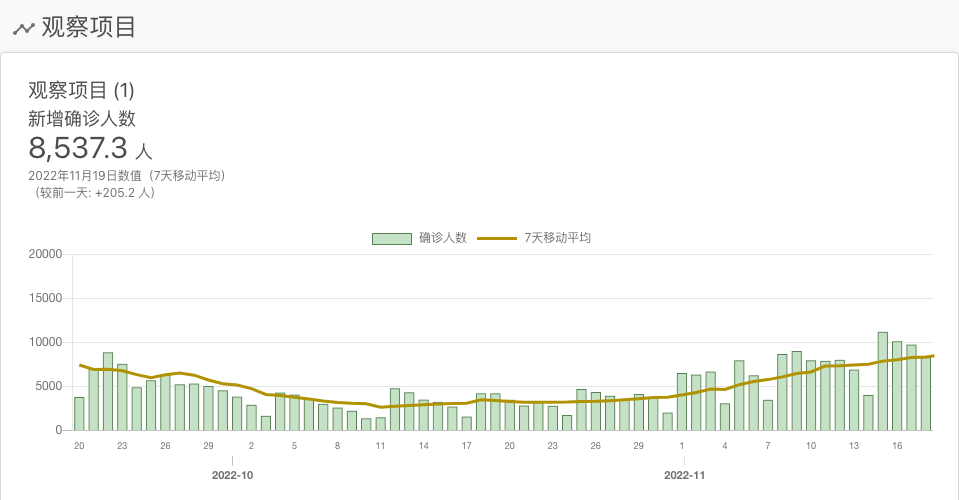 观察项目
观察项目 (1)
新增确诊人数
8,537.3 人
2022年11月19日数值（7天移动平均）
（较前一天: +205.2 人）
确诊人数 7天移动平均
20000
15000
10000
5000
0
20 23 26 29 2 5 8 11 14 17 20 23 26 29 1 4 7 10 13 16
2022-10 2022-11